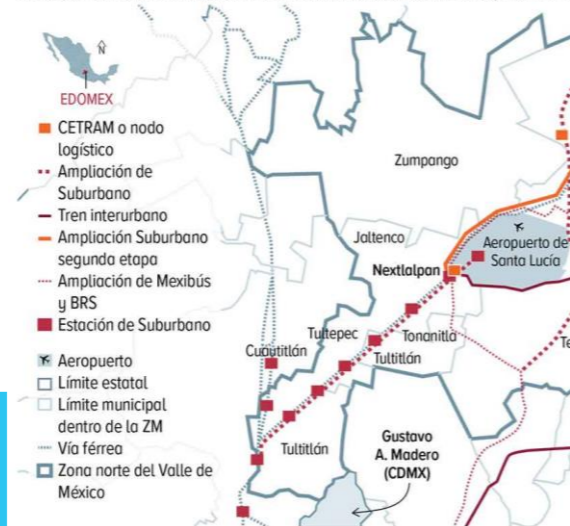 N
EDOMEX
CETRAM o nodo
logístico
Ampliación de
Suburbano
Tren interurbano
Ampliación Suburbano
segunda etapa
Ampliación de Mexibús
y BRS
Estación de Suburbano
Aeropuerto
Límite estatal
Límite municipal
dentro de la ZM
Vía férrea
Zona norte del Valle de
México
Zumpango
Jaltenco
Aeropuerto de
Santa Lucía
Nextlalpan
Tultepec
Tonanitla
Cuautitlán
Tultitlán
Te
Tultitlán
Gustavo
A. Madero
(CDMX)